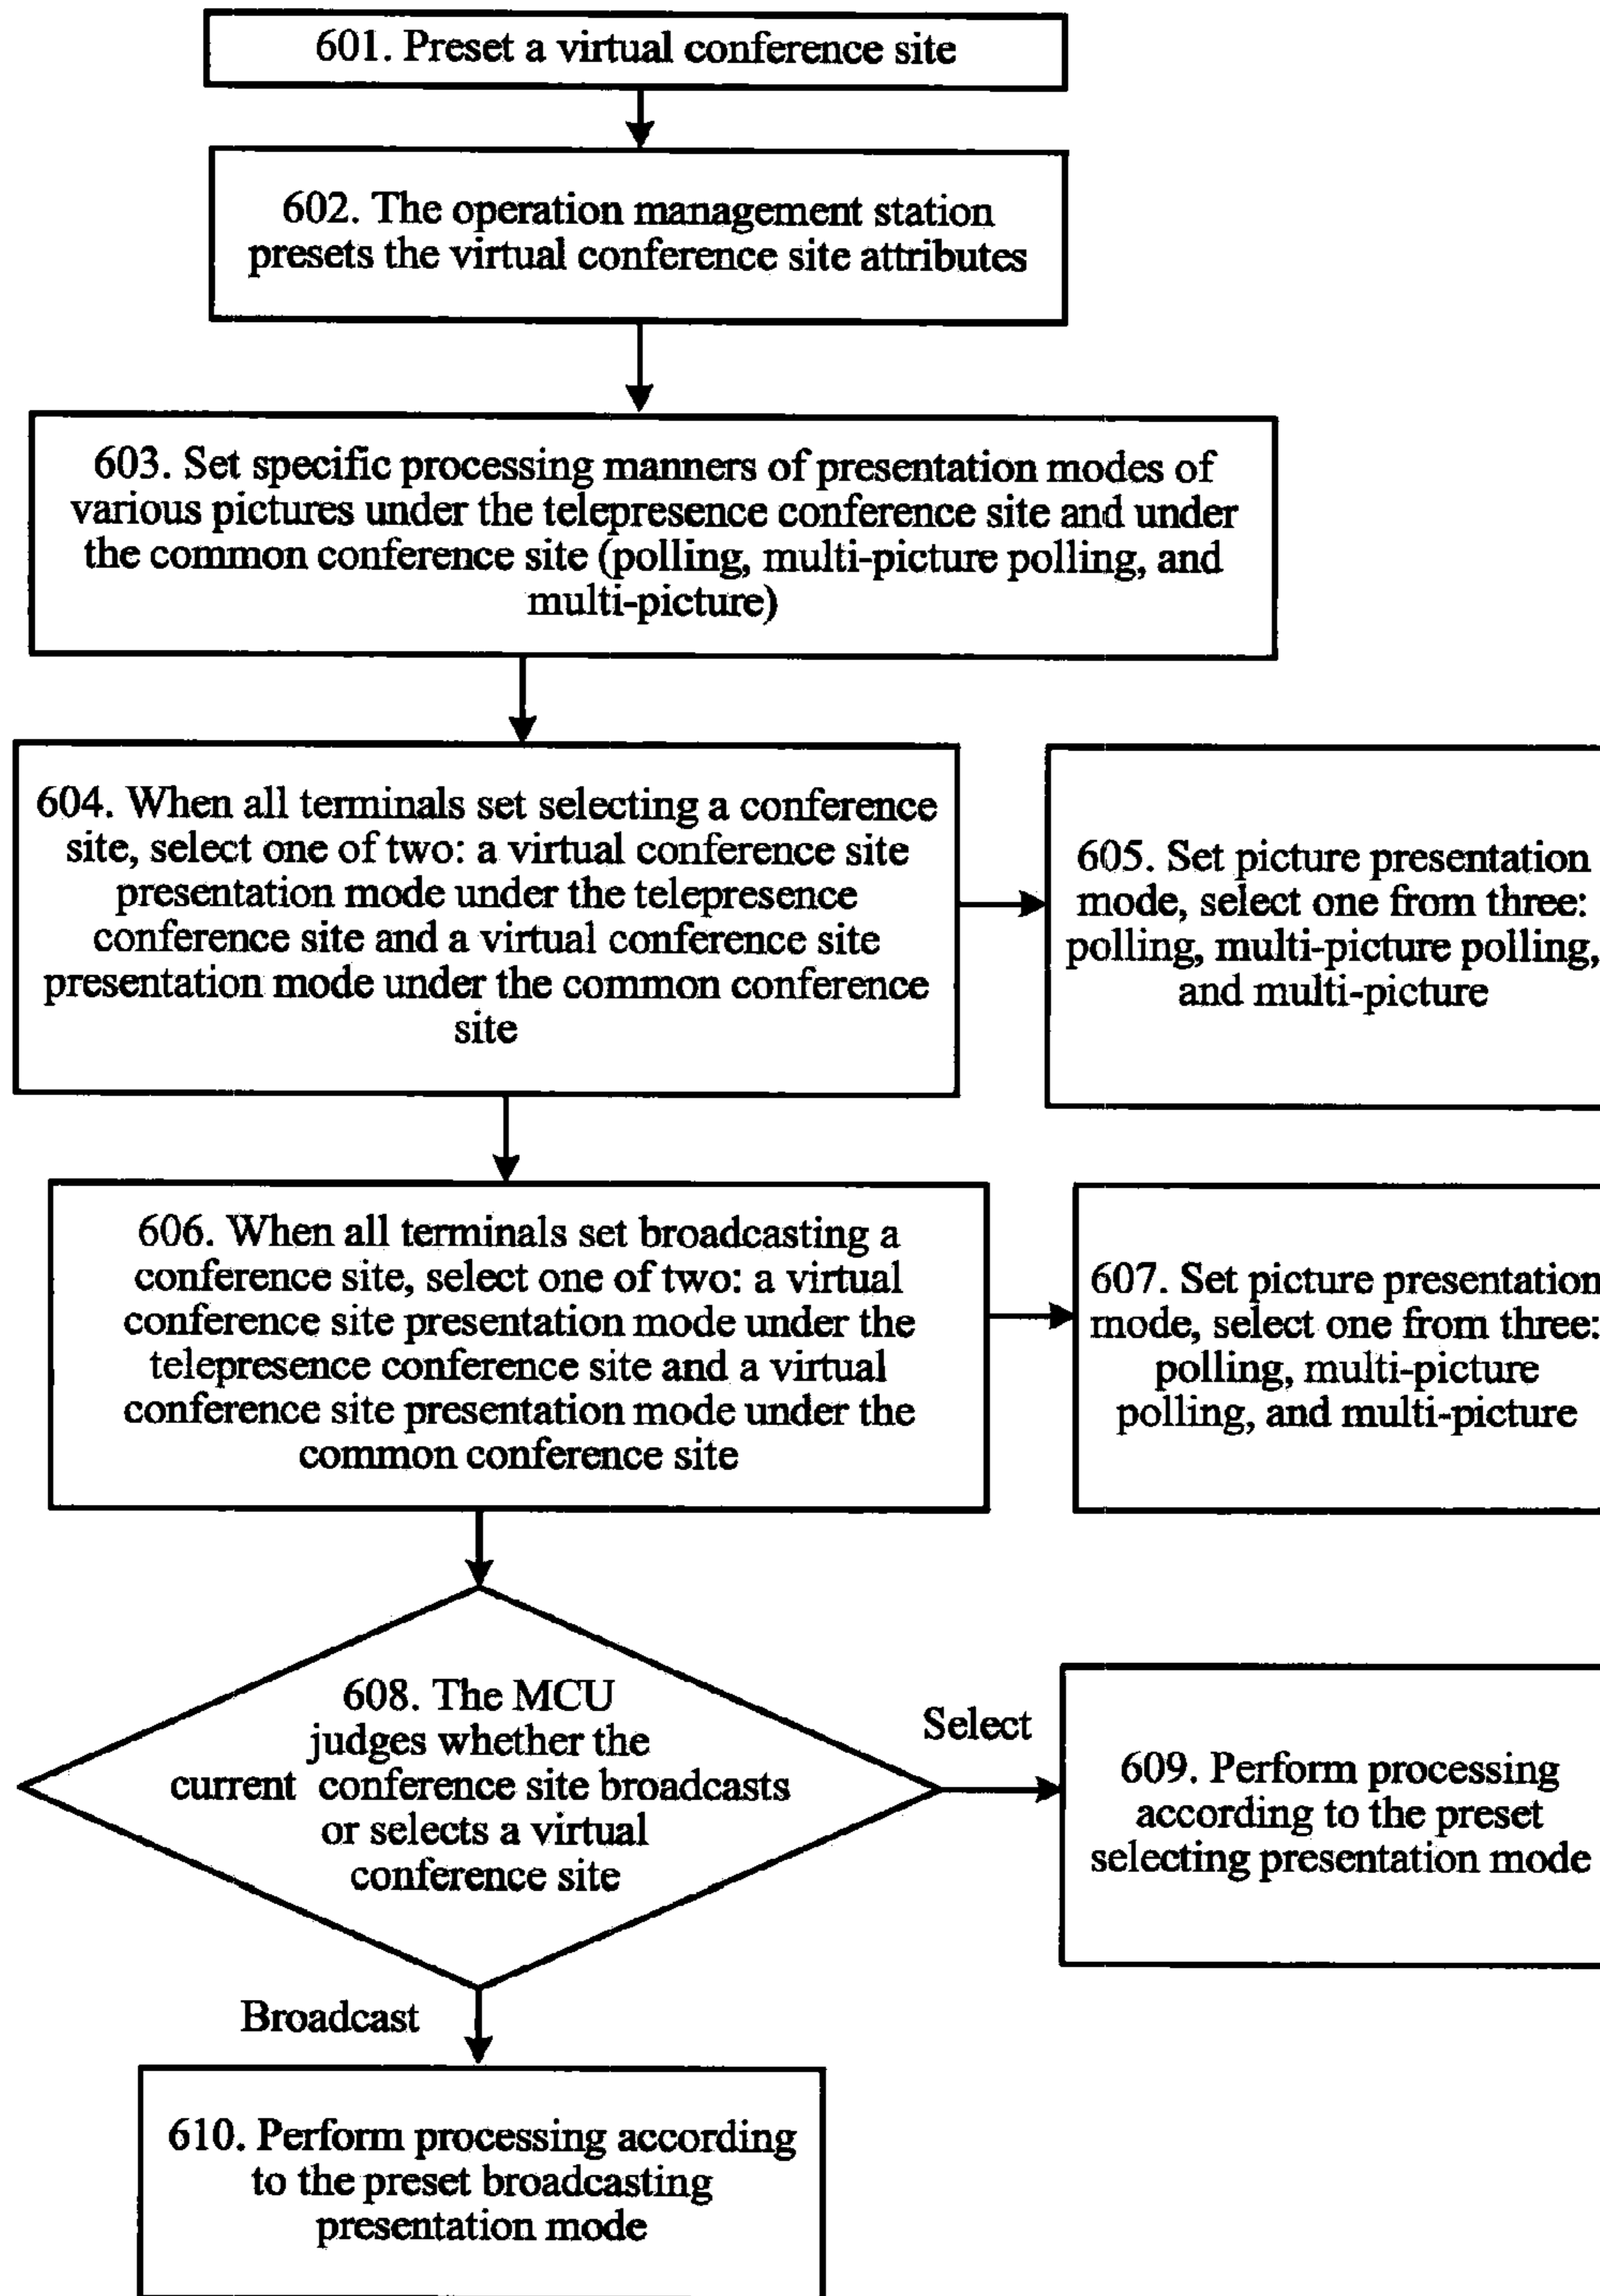 601. Preset a virtual conference site
602. The operation management station
presets the virtual conference site attributes
603. Set specific processing manners of presentation modes of
various pictures under the telepresence conference site and under
the common conference site (polling, multi-picture polling, and
multi-picture)
604. When all terminals set selecting a conference
site, select one of two: a virtual conference site
presentation mode under the telepresence
conference site and a virtual conference site
presentation mode under the common conference
site
605. Set picture presentation
mode, select one from three:
polling, multi-picture polling,
and multi-picture
606. When all terminals set broadcasting a
conference site, select one of two: a virtual
conference site presentation mode under the
telepresence conference site and a virtual
conference site presentation mode under the
common conference site
607. Set picture presentation
mode, select one from three:
polling, multi-picture
polling, and multi-picture
608. The MCU
judges whether the
current conference site broadcasts
or selects a virtual
conference site
Select
609. Perform processing
according to the preset
selecting presentation mode
Broadcast
610. Perform processing according
to the preset broadcasting
presentation mode